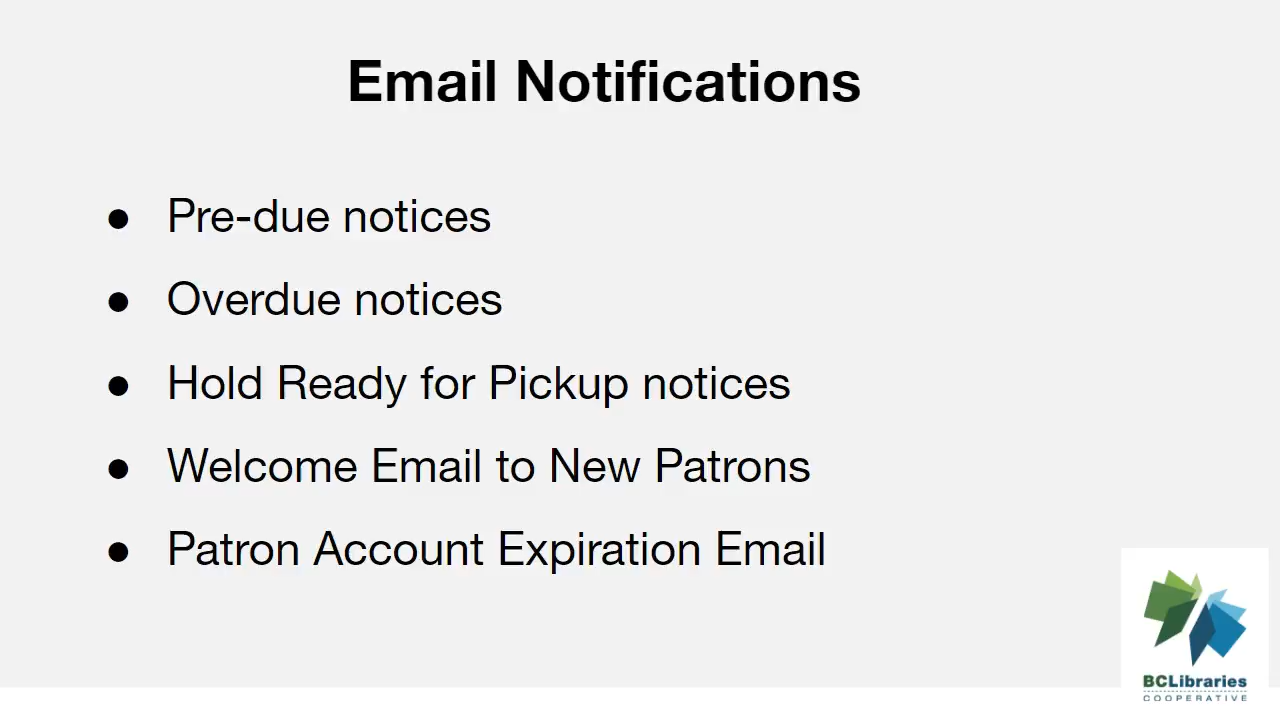 Email Notifications
● Pre-due notices
● Overdue notices
● Hold Ready for Pickup notices
● Welcome Email to New Patrons
● Patron Account Expiration Email
BCLibraries
COOPERATIVE